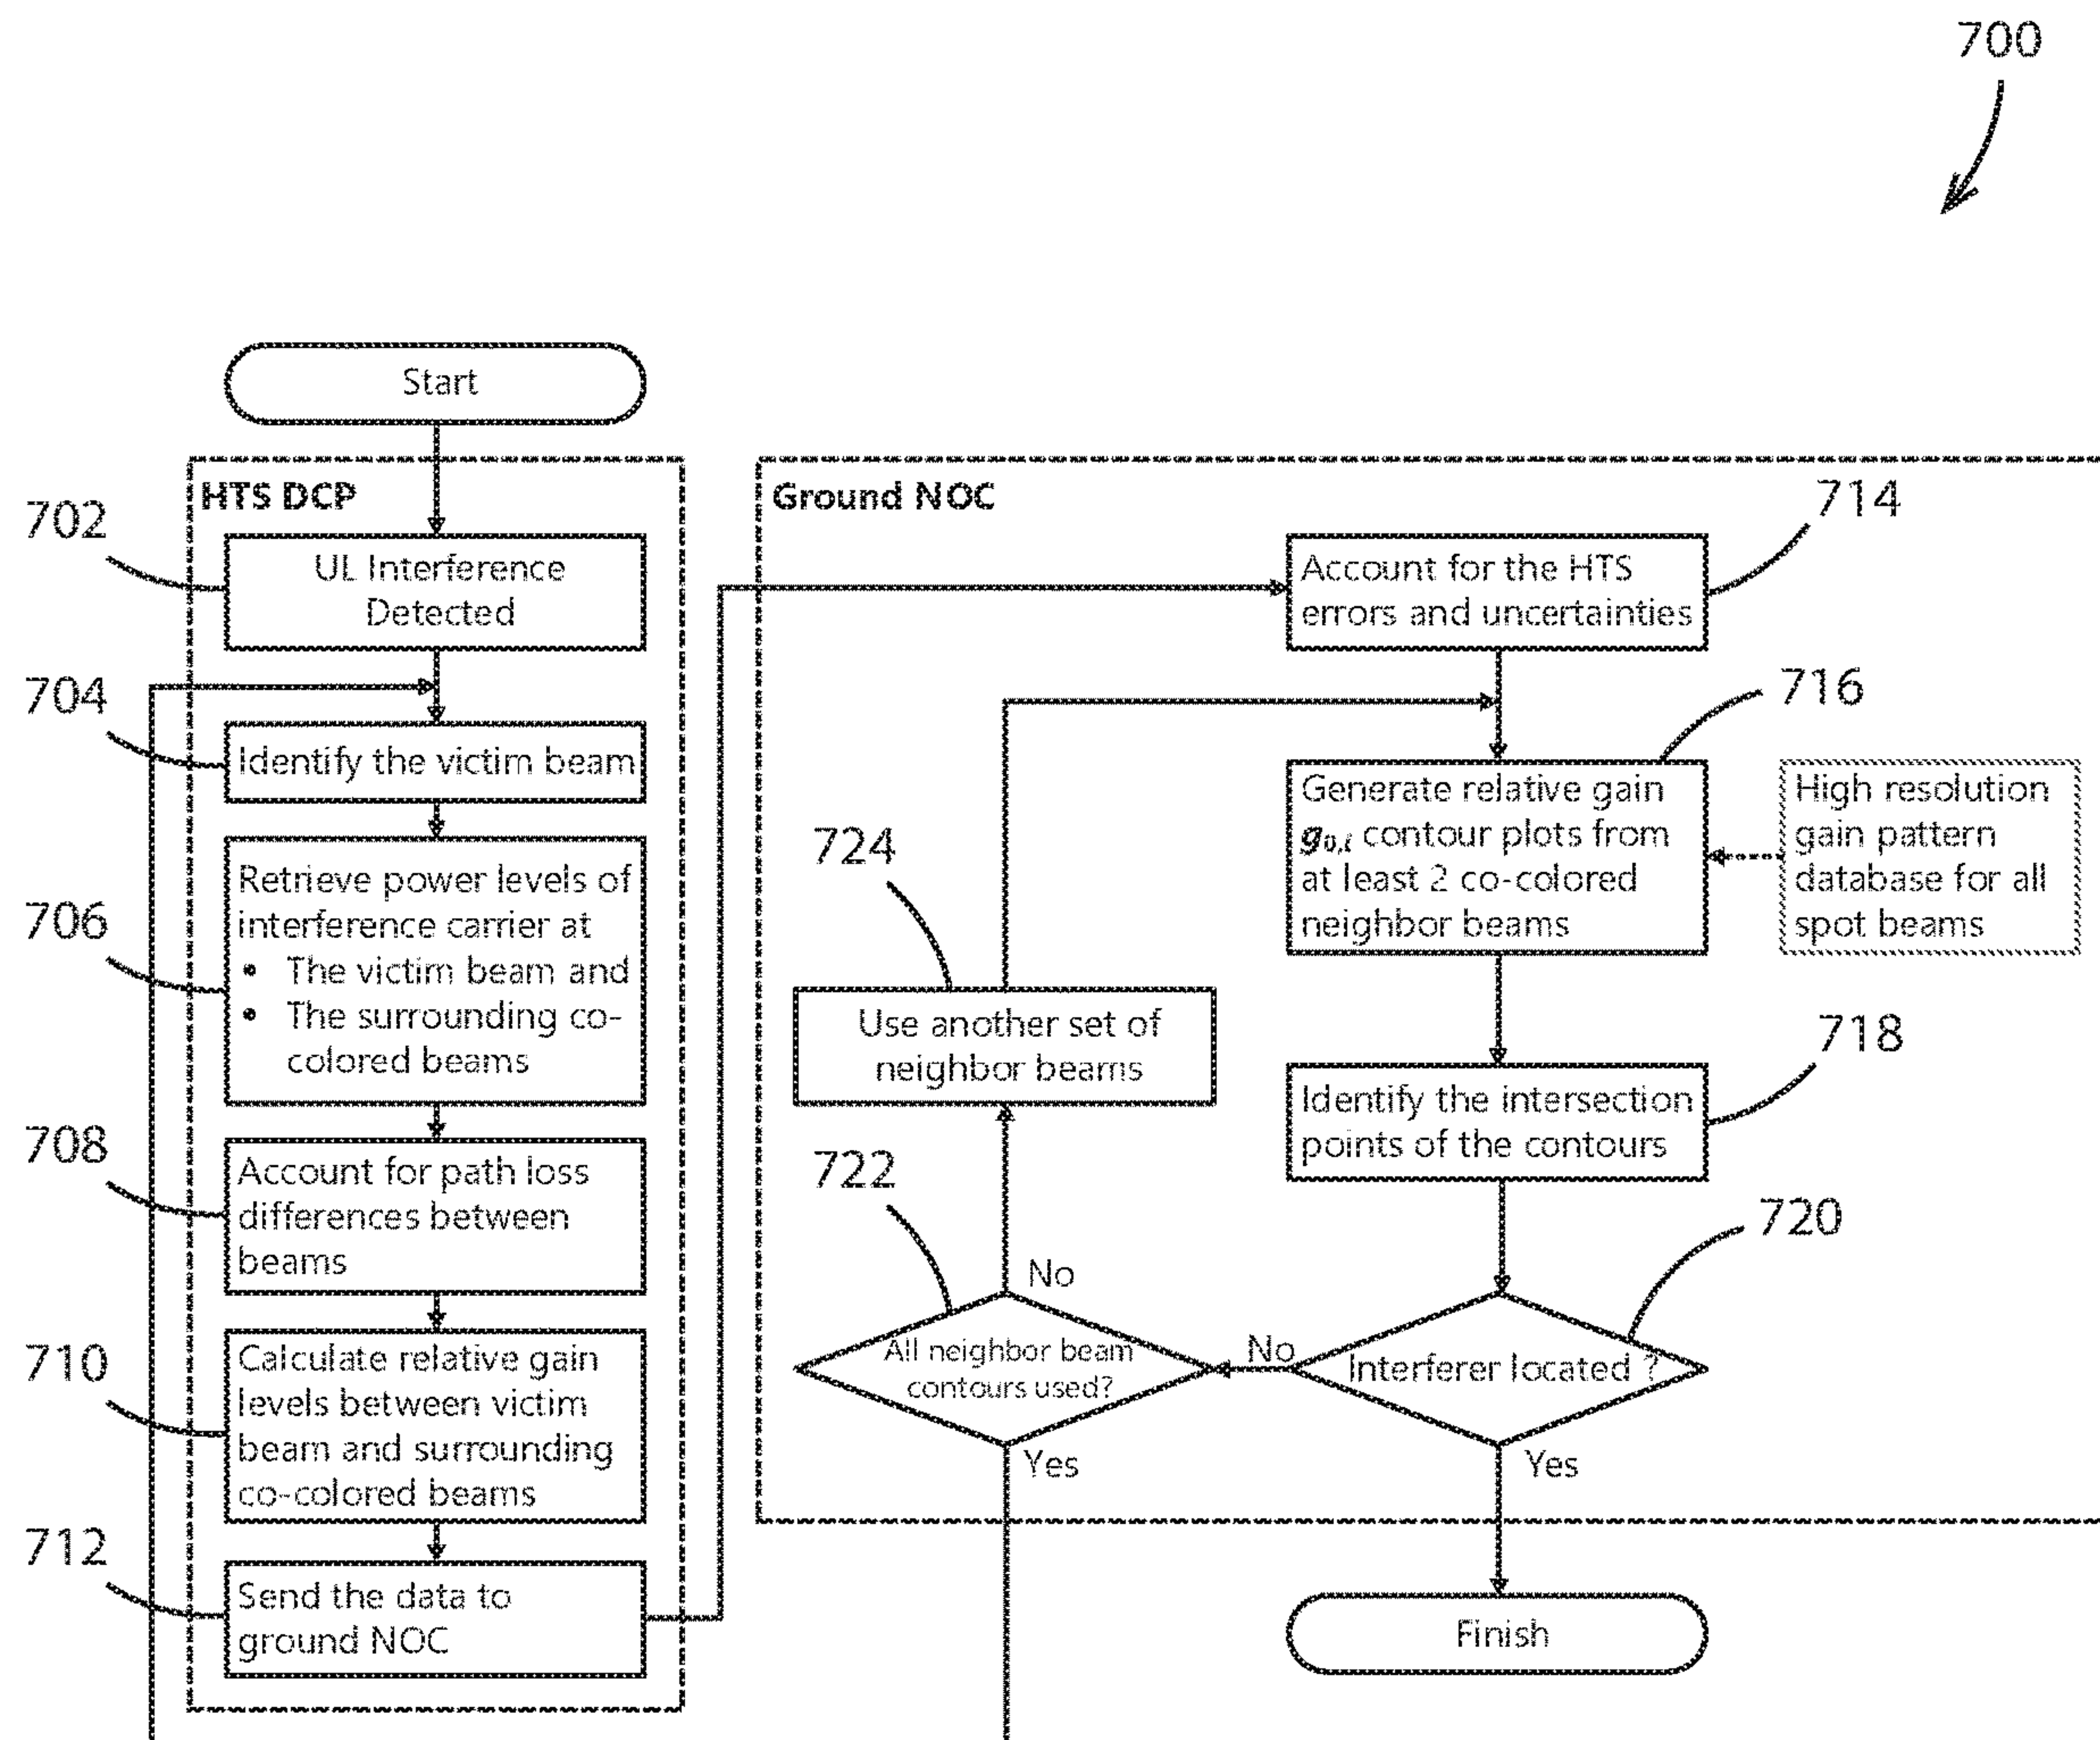 700
Start
HTS DCP
702
UL Interference
Detected
704
Identify the victim beam
706
Retrieve power levels of
interference carrier at
• The victim beam and
• The surrounding co-
colored beams
708
Account for path loss
differences between
beams
710
Calculate relative gain
levels between victim
beam and surrounding
co-colored beams
712
Send the data to
ground NOC
Ground NOC
714
Account for the HTS
errors and uncertainties
716
Generate relative gain
g0,i contour plots from
at least 2 co-colored
neighbor beams
High resolution
gain pattern
database for all
spot beams
718
Identify the intersection
points of the contours
720
Interferer located ?
No
Yes
722
All neighbor beam
contours used?
No
Yes
724
Use another set of
neighbor beams
Finish